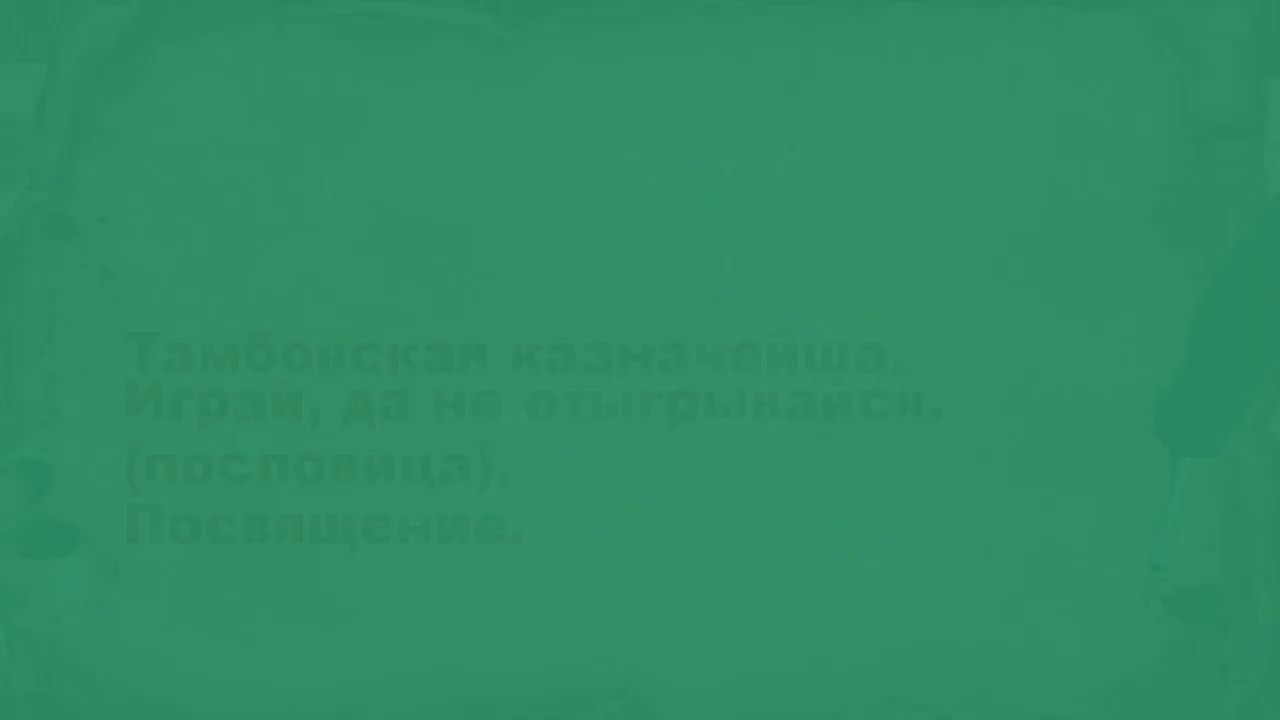 Тамбовская казначейша.
Играй, да не отыгрывайся.
(пословица).
Посвящение.